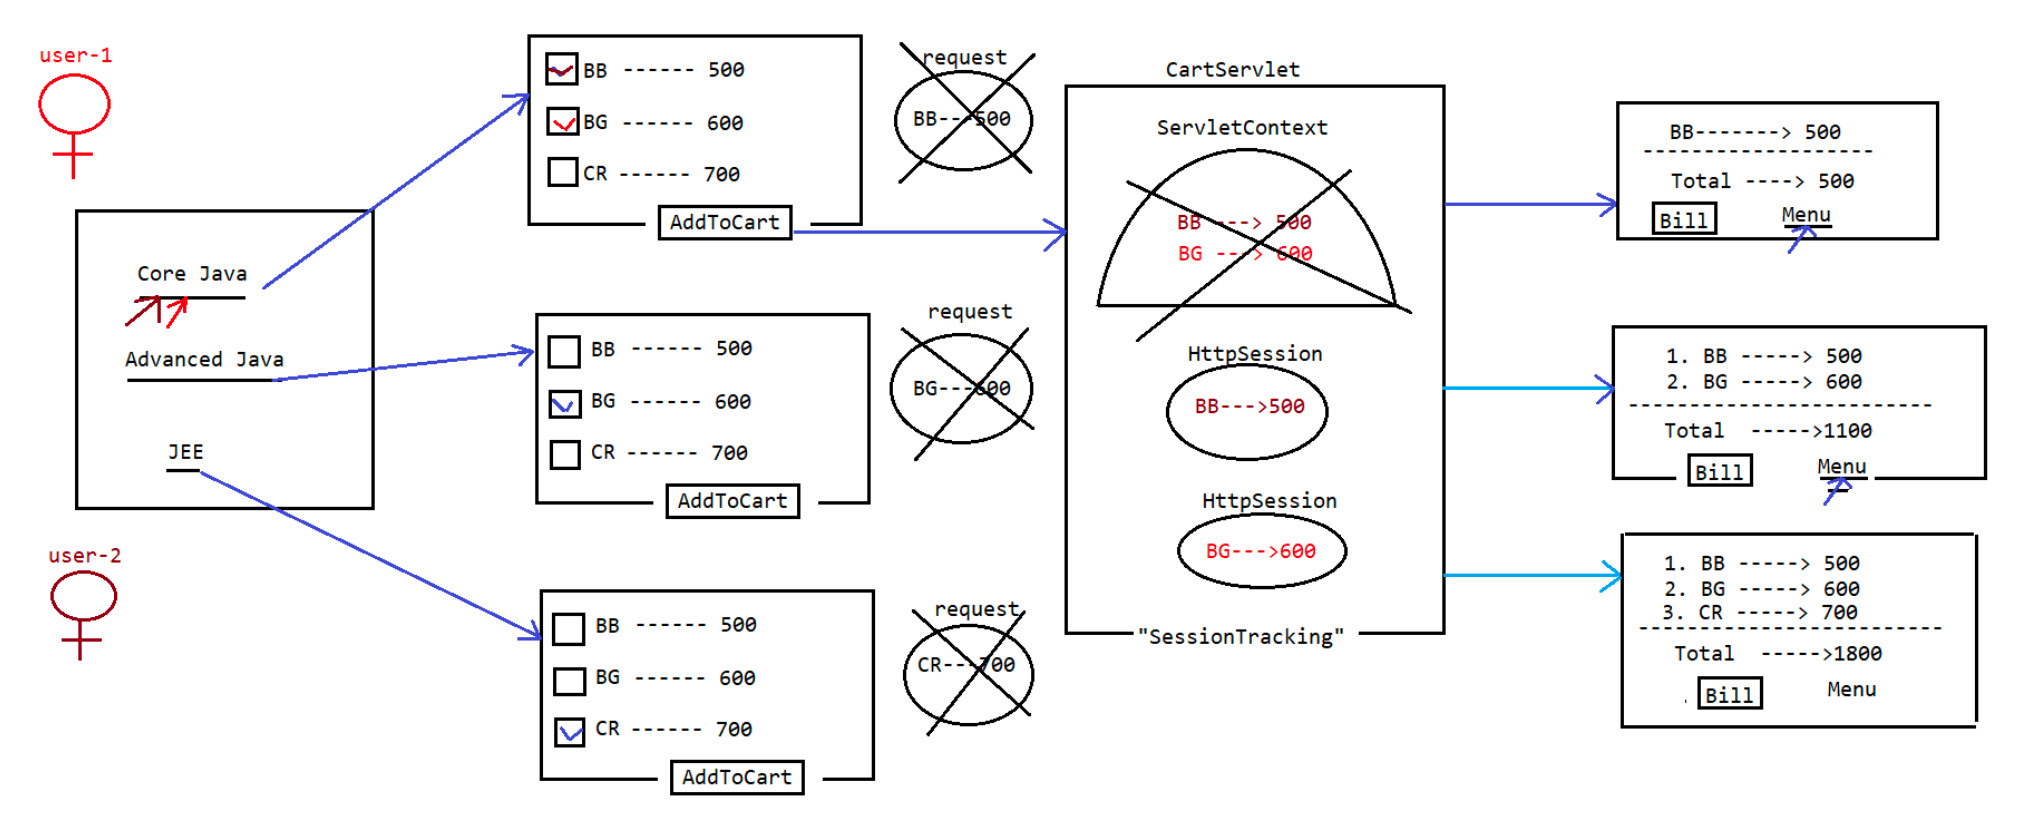 user-1
Core Java
Advanced Java
JEE
user-2
BB ------ 500
BG ------ 600
CR ------ 700
AddToCart
BB ------ 500
BG ------ 600
CR ------ 700
AddToCart
BB ------ 500
BG ------ 600
CR ------ 700
AddToCart
request
BB---500
request
BG---600
request
CR---700
CartServlet
ServletContext
BB ---> 500
BG ---> 600
HttpSession
BB--->500
HttpSession
BG--->600
"SessionTracking"
BB-------> 500
-------------------
Total ----> 500
Bill Menu
1. BB -----> 500
2. BG -----> 600
-------------------------
Total ----->1100
Bill Menu
1. BB -----> 500
2. BG -----> 600
3. CR -----> 700
-------------------------
Total ----->1800
Bill Menu